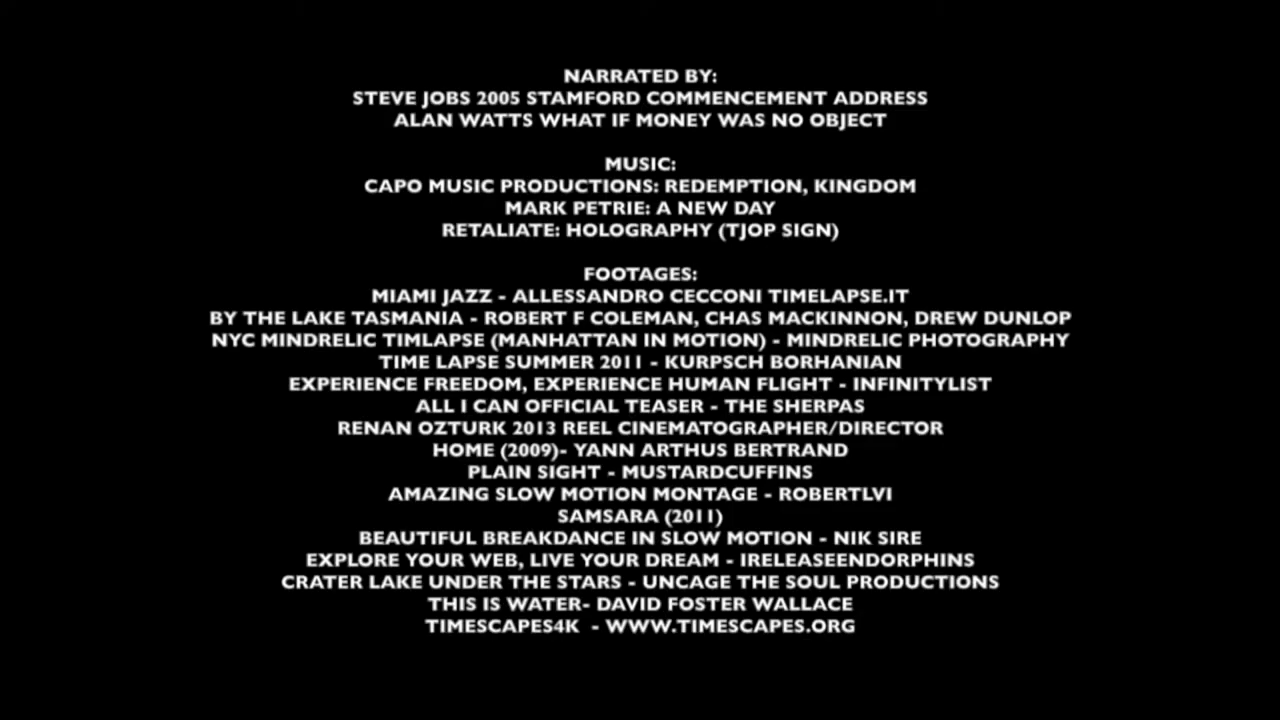 NARRATED BY:
STEVE JOBS 2005 STAMFORD COMMENCEMENT ADDRESS
ALAN WATTS WHAT IF MONEY WAS NO OBJECT
MUSIC:
CAPO MUSIC PRODUCTIONS: REDEMPTION, KINGDOM
MARK PETRIE: A NEW DAY
RETALIATE: HOLOGRAPHY (TJOP SIGN)
FOOTAGES:
MIAMI JAZZ - ALLESSANDRO CECCONI TIMELAPSE.IT
BY THE LAKE TASMANIA - ROBERT F COLEMAN, CHAS MACKINNON, DREW DUNLOP
NYC MINDRELIC TIMLAPSE (MANHATTAN IN MOTION) - MINDRELIC PHOTOGRAPHY
TIME LAPSE SUMMER 2011 - KURPSCH BORHANIAN
EXPERIENCE FREEDOM, EXPERIENCE HUMAN FLIGHT - INFINITYLIST
ALL I CAN OFFICIAL TEASER - THE SHERPAS
RENAN OZTURK 2013 REEL CINEMATOGRAPHER/DIRECTOR
HOME (2009)- YANN ARTHUS BERTRAND
PLAIN SIGHT - MUSTARDCUFFINS
AMAZING SLOW MOTION MONTAGE - ROBERTLVI
SAMSARA (2011)
BEAUTIFUL BREAKDANCE IN SLOW MOTION - NIK SIRE
EXPLORE YOUR WEB, LIVE YOUR DREAM - IRELEASEENDORPHINS
CRATER LAKE UNDER THE STARS - UNCAGE THE SOUL PRODUCTIONS
THIS IS WATER- DAVID FOSTER WALLACE
TIMESCAPES4K  - WWW.TIMESCAPES.ORG